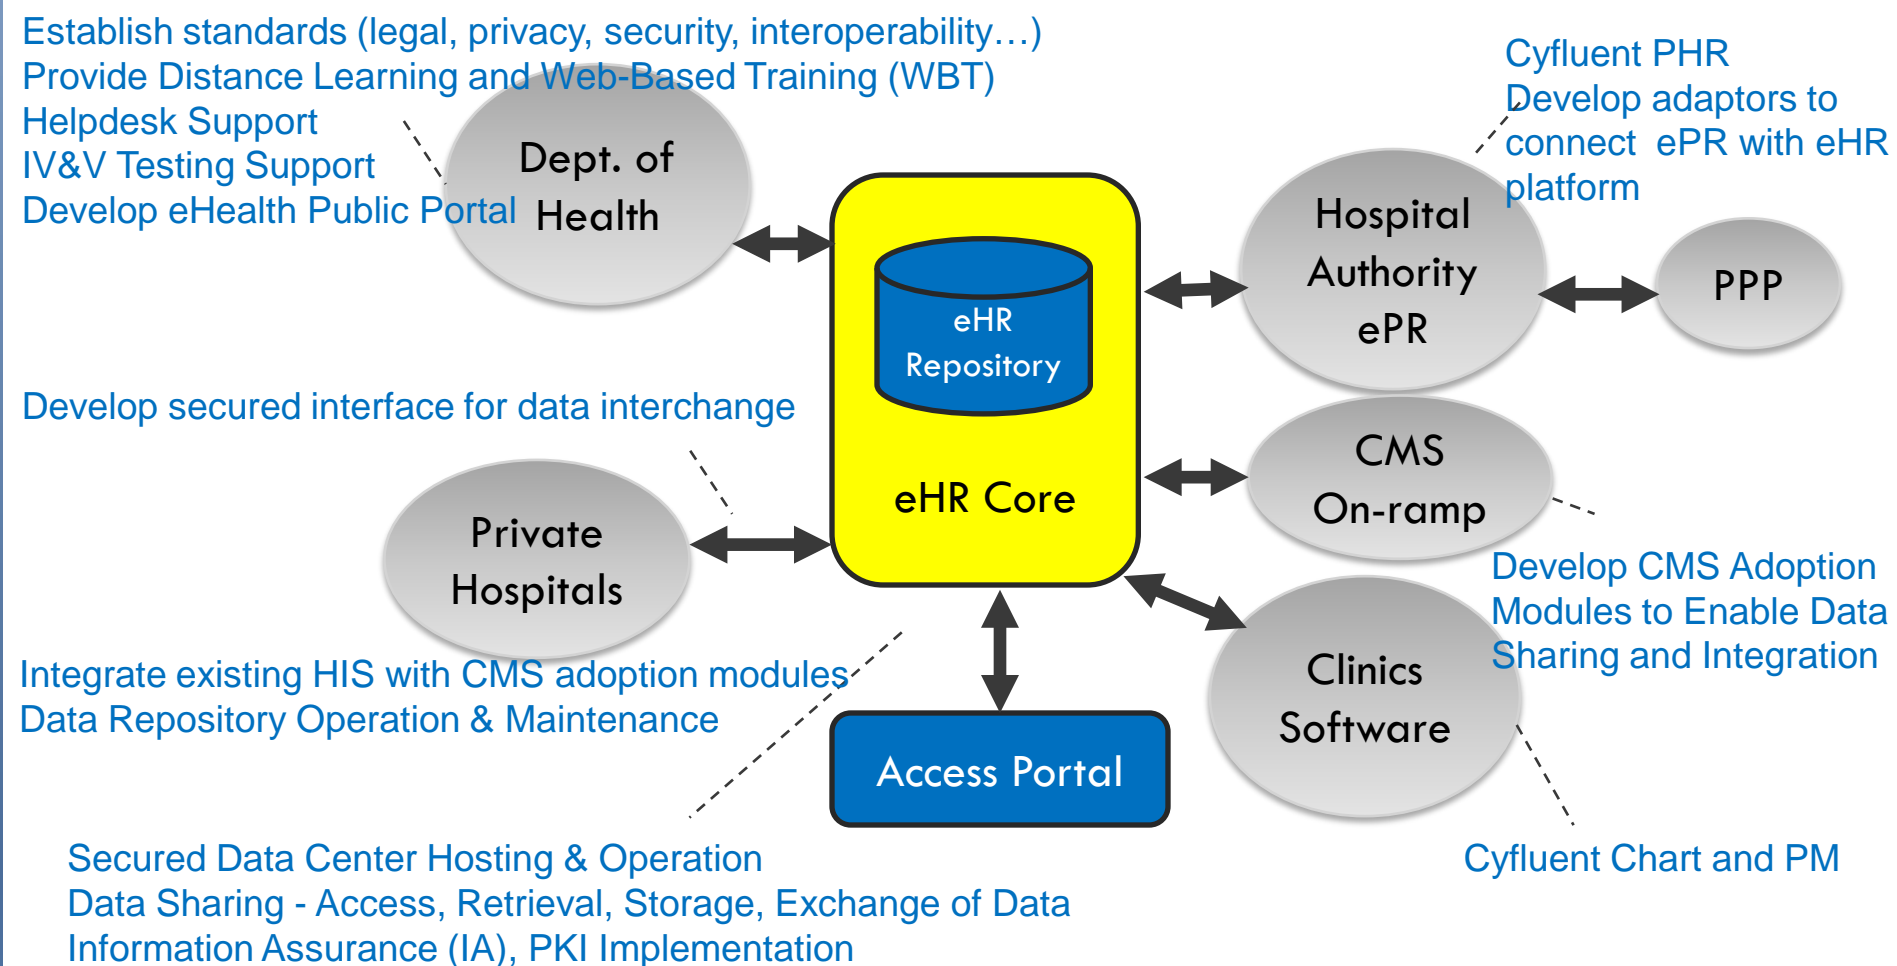 Establish standards (legal, privacy, security, interoperability…)
Provide Distance Learning and Web-Based Training (WBT)
Helpdesk Support
IV&V Testing Support
Develop eHealth Public Portal
Dept. of
Health
Cyfluent PHR
Develop adaptors to
connect ePR with eHR
platform
Hospital
Authority
ePR
PPP
eHR
Repository
eHR Core
Develop secured interface for data interchange
Private
Hospitals
CMS
On-ramp
Develop CMS Adoption
Modules to Enable Data
Sharing and Integration
Clinics
Software
Integrate existing HIS with CMS adoption modules
Data Repository Operation & Maintenance
Access Portal
Cyfluent Chart and PM
Secured Data Center Hosting & Operation
Data Sharing - Access, Retrieval, Storage, Exchange of Data
Information Assurance (IA), PKI Implementation